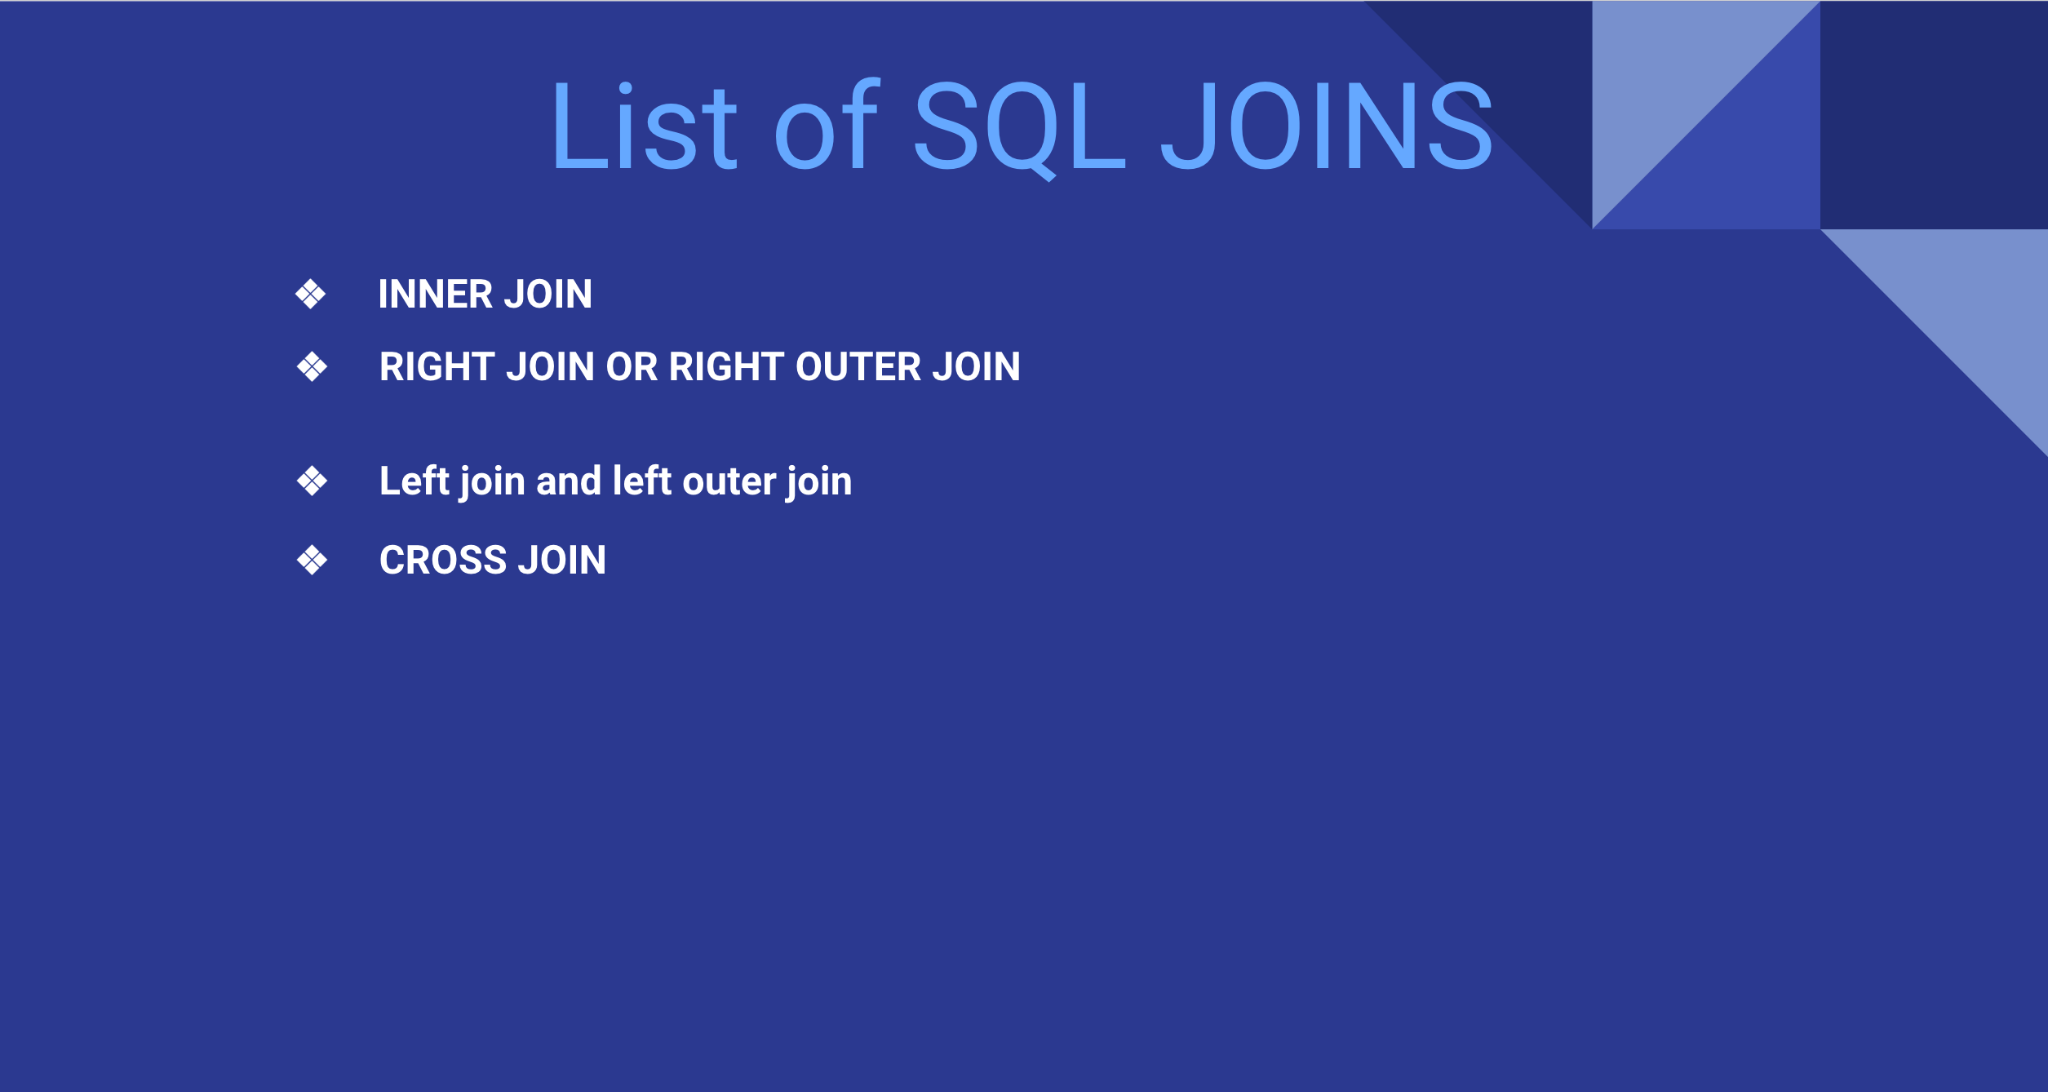 List of SQL JOINS
❖ INNER JOIN
❖ RIGHT JOIN OR RIGHT OUTER JOIN
❖ Left join and left outer join
❖ CROSS JOIN